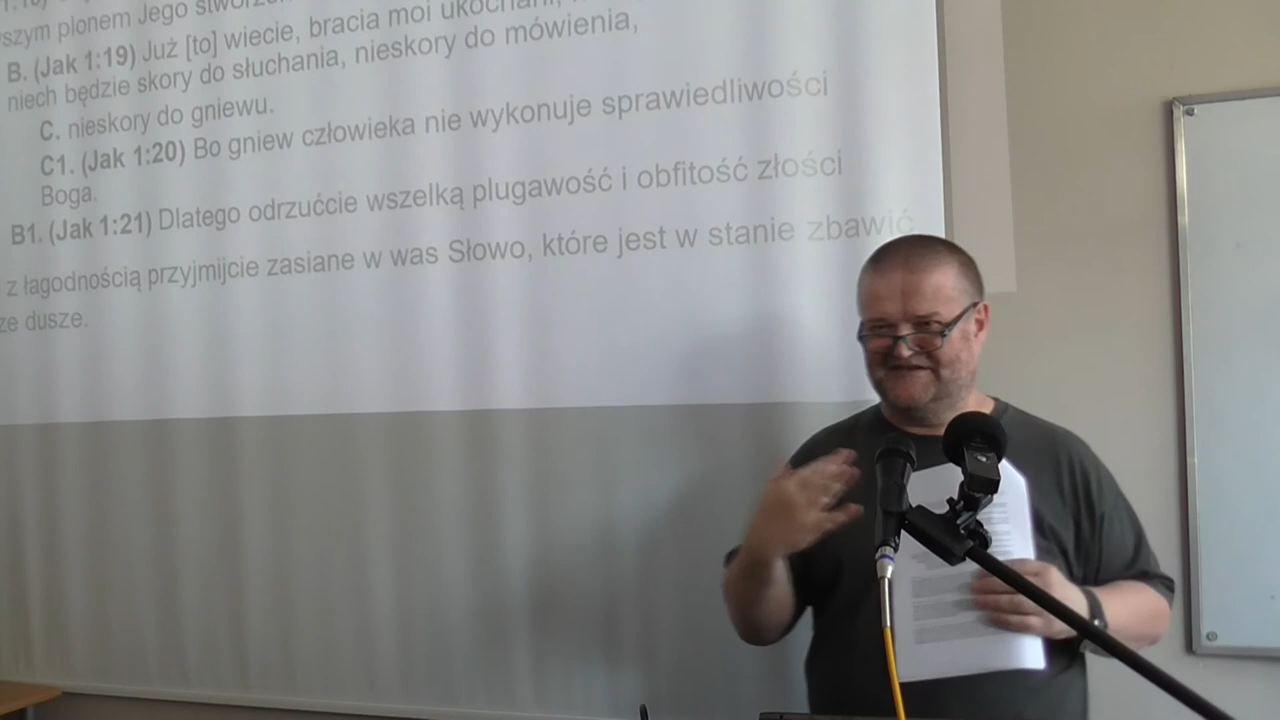 szym plonem Jego
B. (Jak 1:19) Już [to] wiecie, bracia moi ukochani,
niech będzie skory do słuchania, nieskory do mówienia,
C. nieskory do gniewu.
C1. (Jak 1:20) Bo gniew człowieka nie wykonuje sprawiedliwości
Boga.
B1. (Jak 1:21) Dlatego odrzućcie wszelką plugawość i obfitość złości
z łagodnością przyjmijcie zasiane w was Słowo, które jest w stanie zbawić
ze dusze.